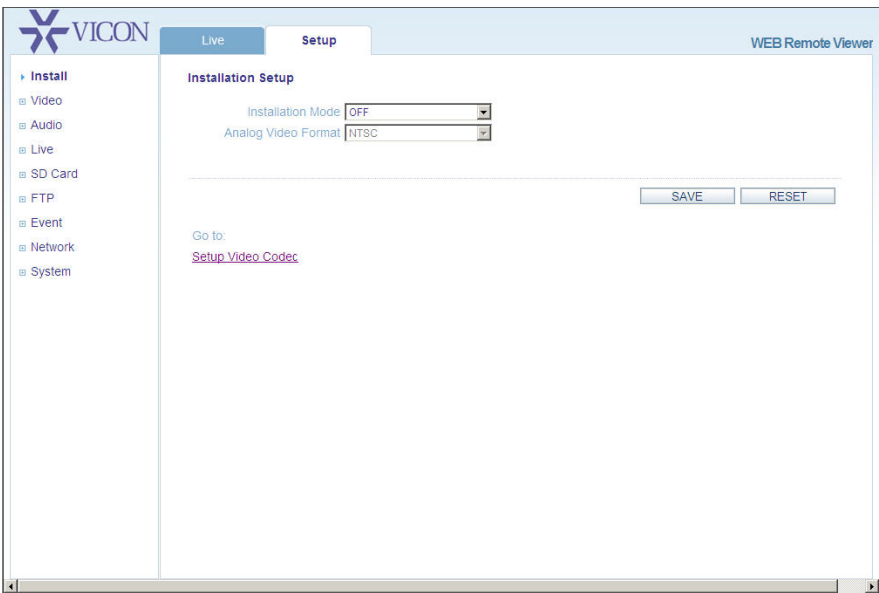 VICON
Live
Setup
WEB Remote Viewer
Install
Video
Audio
Live
SD Card
FTP
Event
Network
System
Installation Setup
Installation Mode OFF
Analog Video Format NTSC
SAVE RESET
Go to:
Setup Video Codec